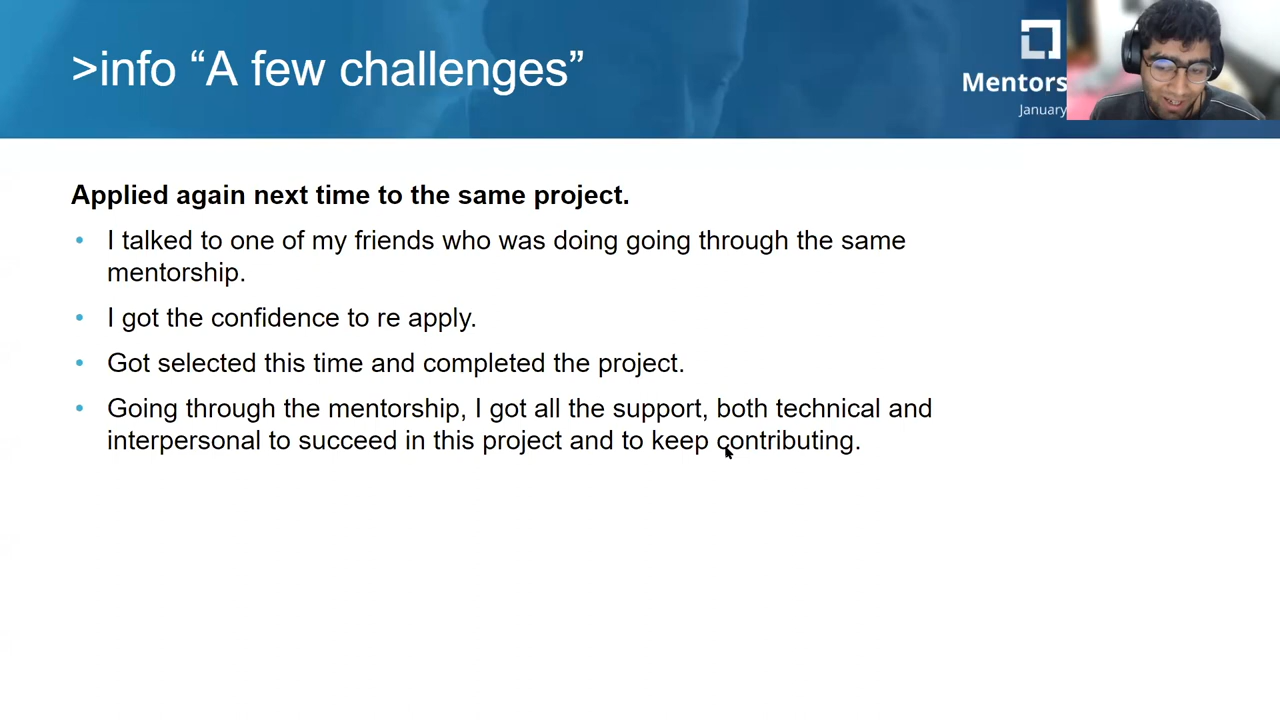 >info “A few challenges”
Mentors
January
Applied again next time to the same project.
• I talked to one of my friends who was doing going through the same
mentorship.
• I got the confidence to re apply.
• Got selected this time and completed the project.
• Going through the mentorship, I got all the support, both technical and
interpersonal to succeed in this project and to keep contributing.